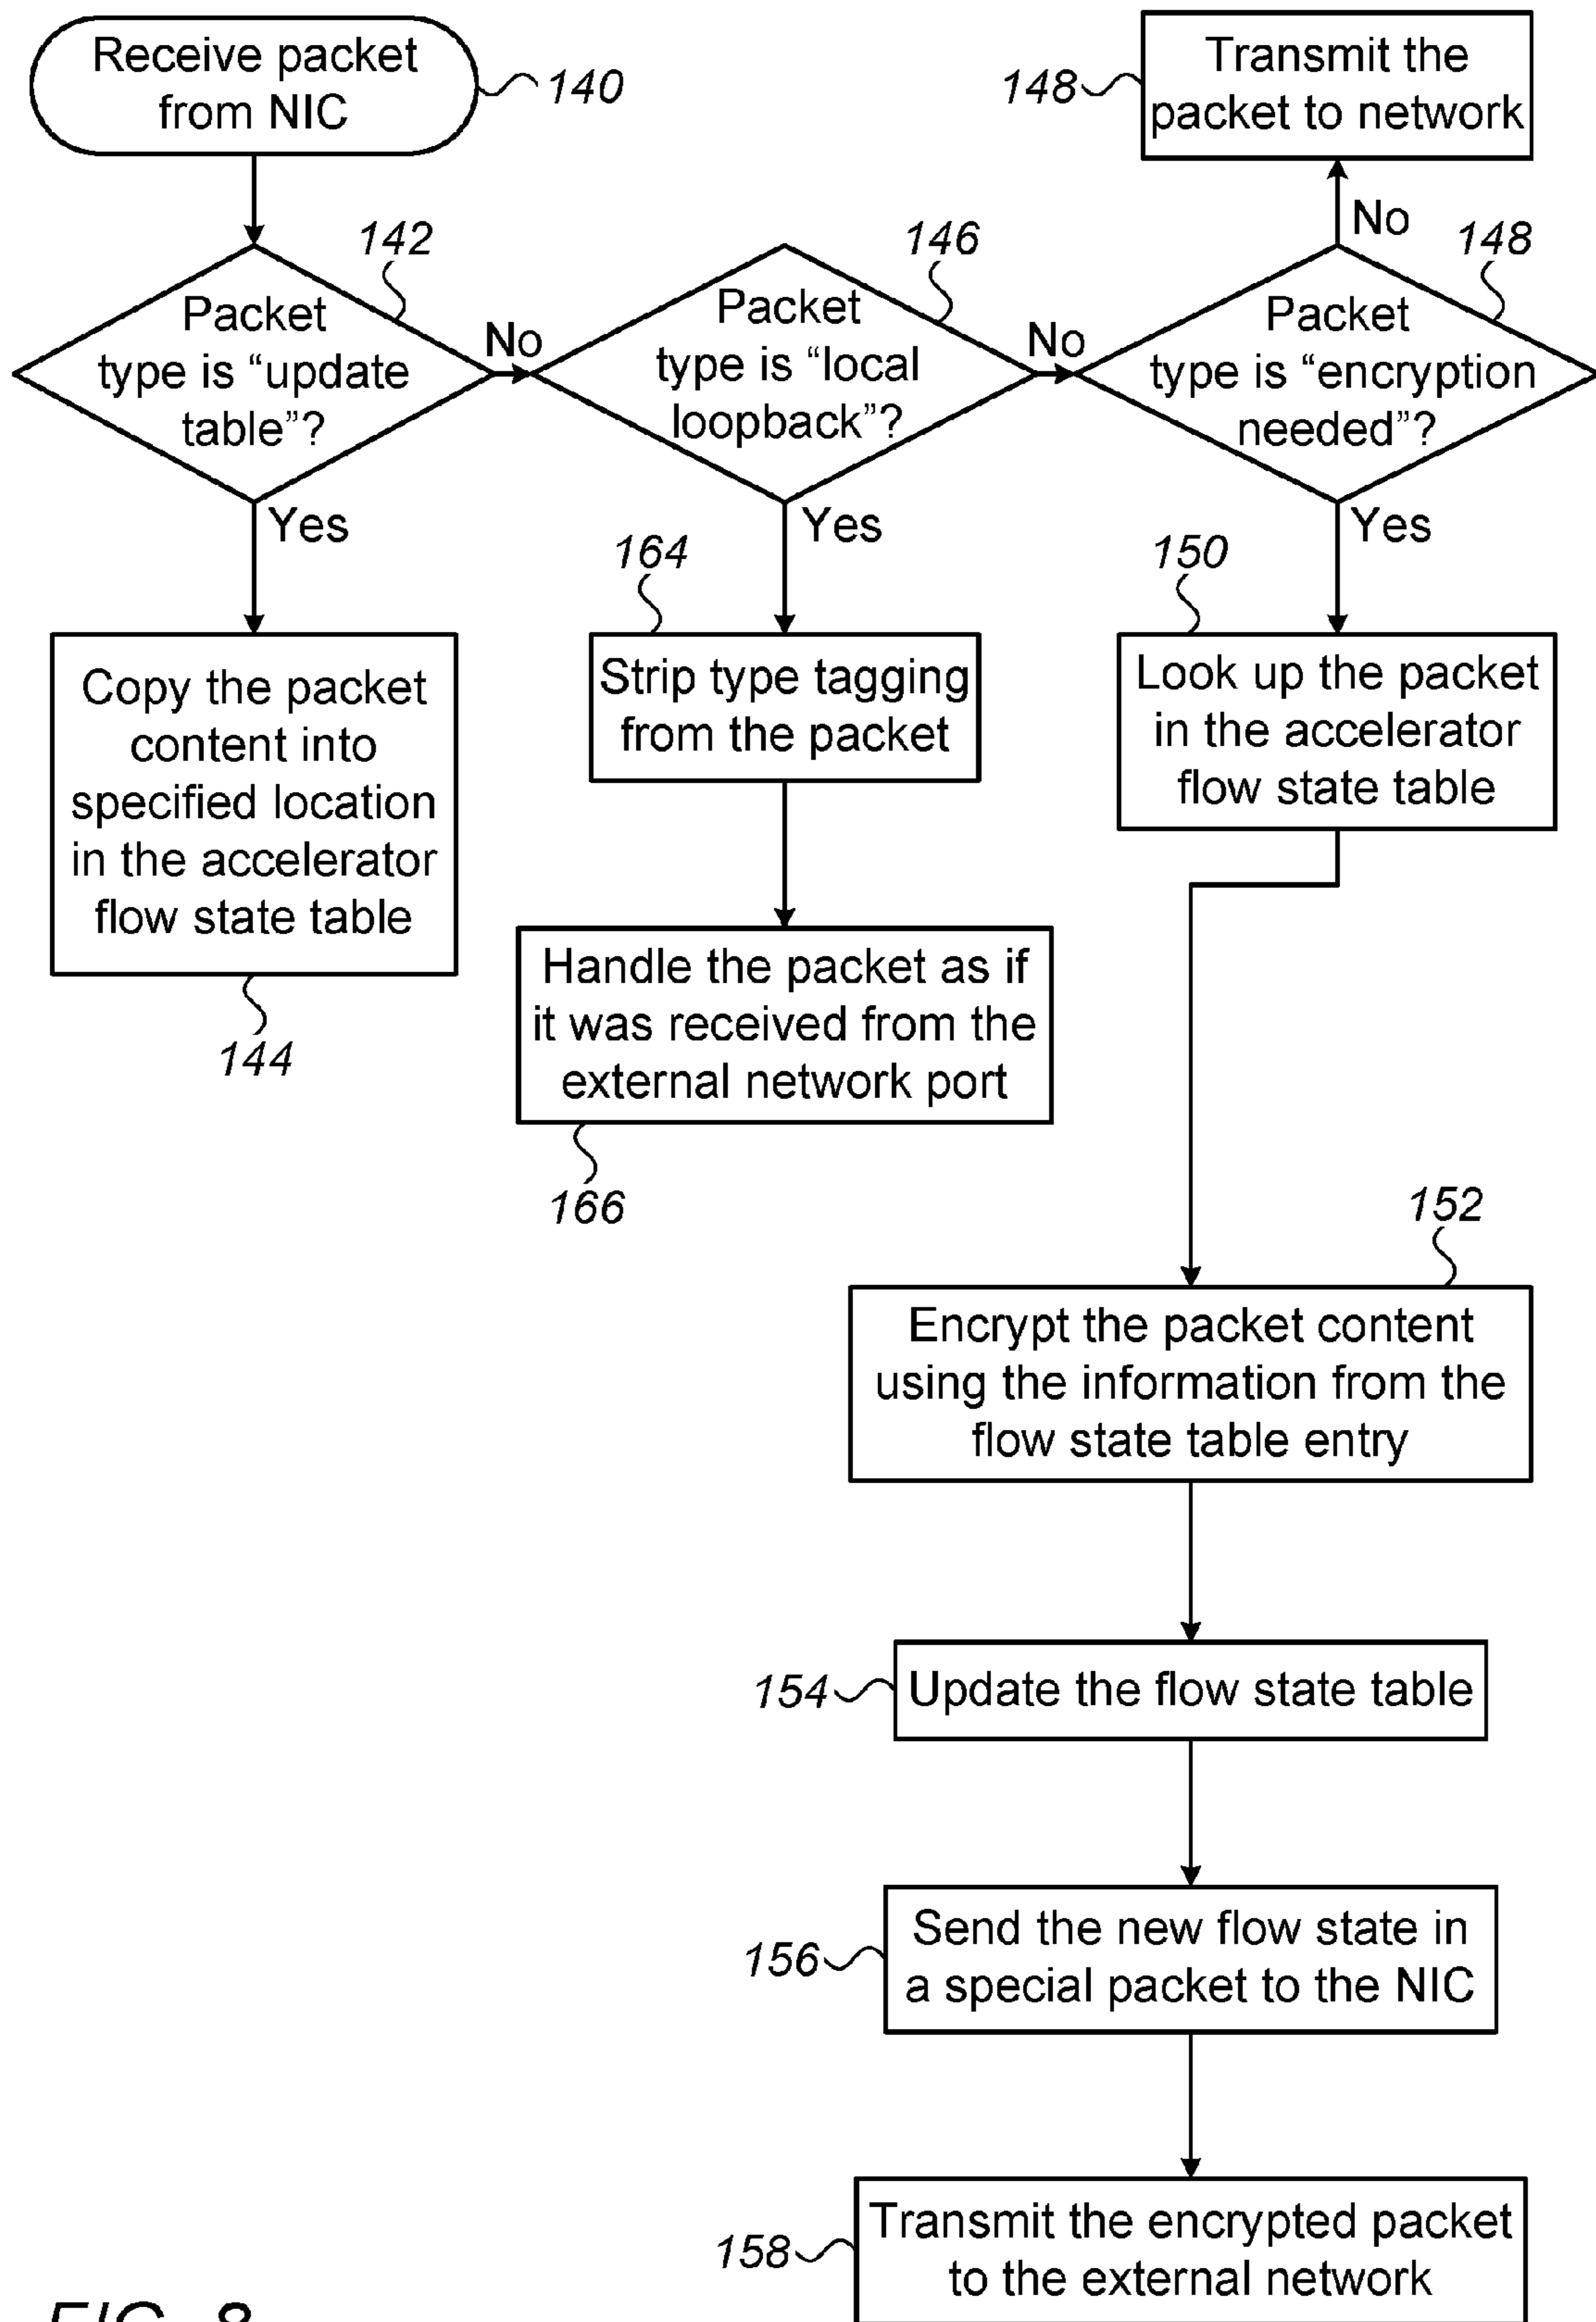 Receive packet
from NIC
140
Transmit the
packet to network
148
142
Packet
type is “update
table”?
No
Yes
146
Packet
type is “local
loopback”?
No
Yes
148
Packet
type is “encryption
needed”?
No
Yes
Copy the packet
content into
specified location
in the accelerator
flow state table
144
164
Strip type tagging
from the packet
Handle the packet as if
it was received from the
external network port
166
150
Look up the packet
in the accelerator
flow state table
152
Encrypt the packet content
using the information from the
flow state table entry
154
Update the flow state table
156
Send the new flow state in
a special packet to the NIC
158
Transmit the encrypted packet
to the external network
FIG. 8